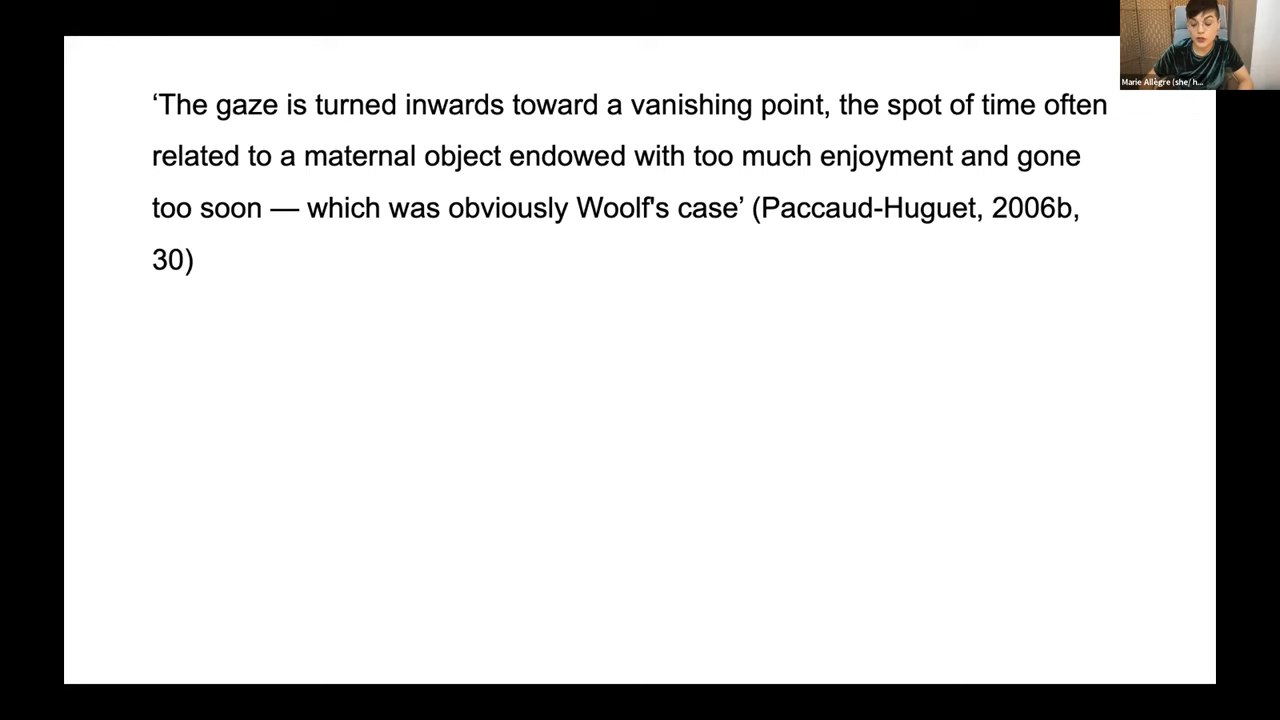 ‘The gaze is turned inwards toward a vanishing point, the spot of time often
related to a maternal object endowed with too much enjoyment and gone
too soon — which was obviously Woolf's case’ (Paccaud-Huguet, 2006b,
30)
Marie Allègre (she/ h...